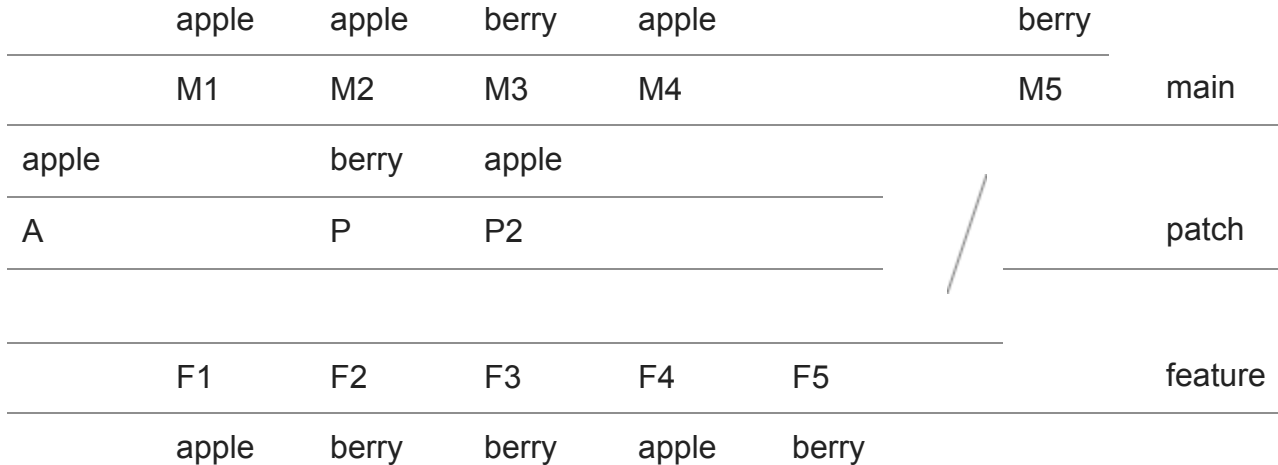 apple apple berry apple berry
M1 M2 M3 M4 M5 main
apple berry apple
A P P2 patch
F1 F2 F3 F4 F5 feature
apple berry berry apple berry